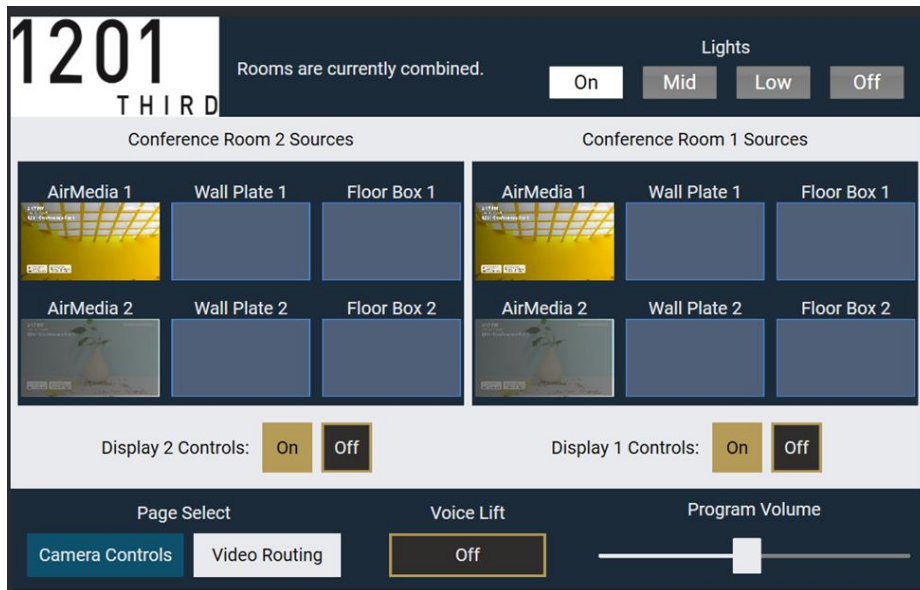 1201
THIRD
Rooms are currently combined.
Lights
On Mid Low Off
Conference Room 2 Sources
AirMedia 1 Wall Plate 1 Floor Box 1
AirMedia 2 Wall Plate 2 Floor Box 2
Display 2 Controls: On Off
Conference Room 1 Sources
AirMedia 1 Wall Plate 1 Floor Box 1
AirMedia 2 Wall Plate 2 Floor Box 2
Display 1 Controls: On Off
Page Select
Camera Controls Video Routing
Voice Lift
Off
Program Volume